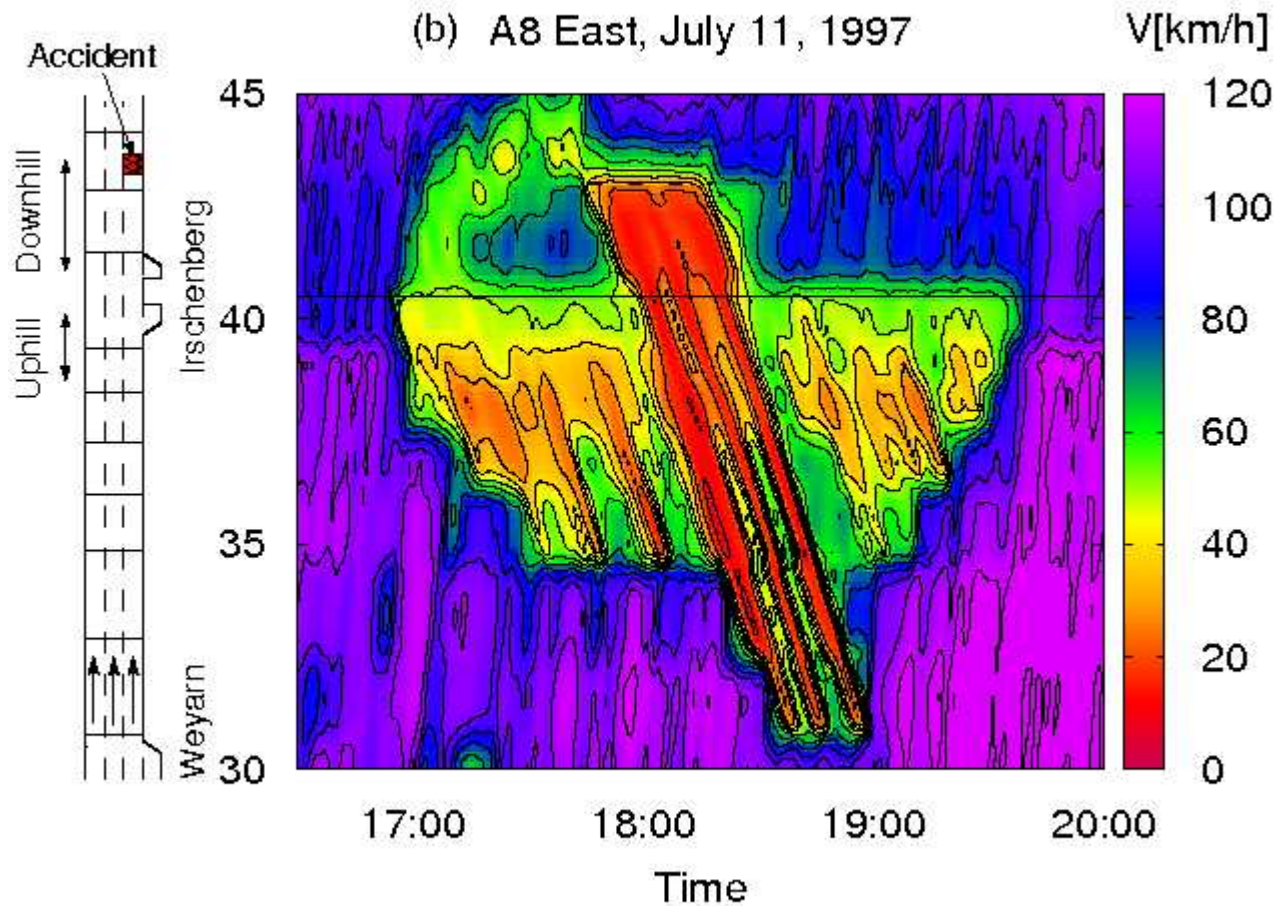 (b) A8 East, July 11, 1997
V[km/h]
Accident
Downhill
Uphill
Irschenberg
Weyarn
45
40
35
30
17:00 18:00 19:00 20:00
Time
120
100
80
60
40
20
0